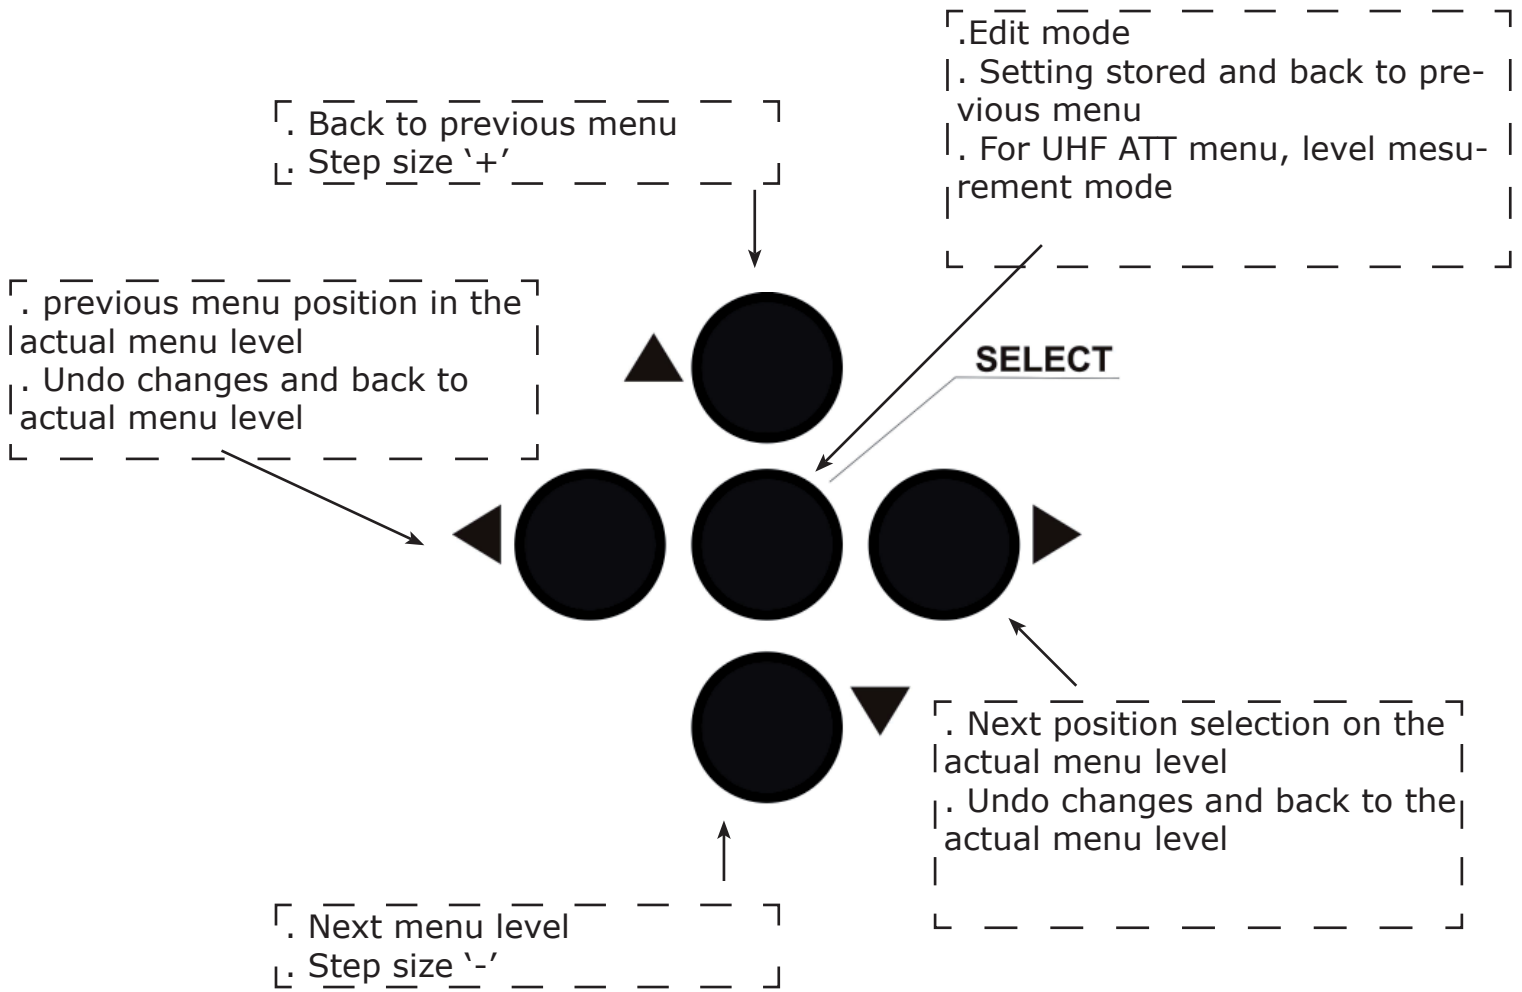 .Edit mode
. Setting stored and back to pre-
vious menu
. For UHF ATT menu, level mesu-
rement mode
. Back to previous menu
. Step size ‘+’
. previous menu position in the
actual menu level
. Undo changes and back to
actual menu level
SELECT
. Next position selection on the
actual menu level
. Undo changes and back to the
actual menu level
. Next menu level
. Step size ‘-’